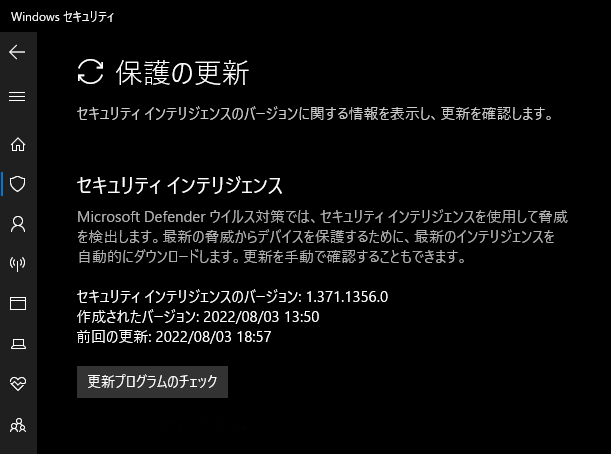 Windows セキュリティ
保護の更新
セキュリティ インテリジェンスのバージョンに関する情報を表示し、更新を確認します。
セキュリティ インテリジェンス
Microsoft Defender ウイルス対策では、セキュリティ インテリジェンスを使用して脅威
を検出します。最新の脅威からデバイスを保護するために、最新のインテリジェンスを
自動的にダウンロードします。更新を手動で確認することもできます。
セキュリティ インテリジェンスのバージョン: 1.371.1356.0
作成されたバージョン: 2022/08/03 13:50
前回の更新: 2022/08/03 18:57
更新プログラムのチェック